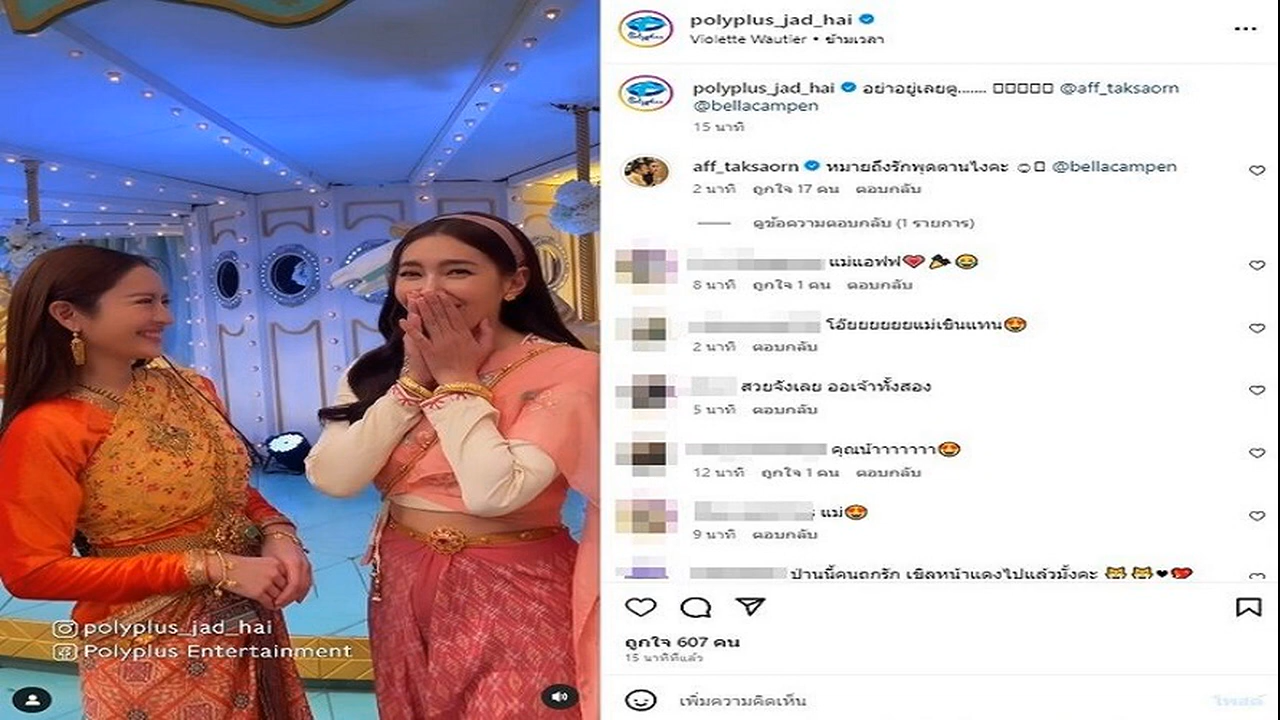 polyplus_jad_hai
Violette Wautier • ข้ามเวลา
polyplus_jad_hai อย่าอยู่เลยตู....... @aff_taksaorn
@bellacampen
15 นาที
aff_taksaorn หมายถึงรักพุดตานไงคะ @bellacampen
2 นาที ถูกใจ 17 คน ตอบกลับ
ดูข้อความตอบกลับ (1 รายการ)
แม่แอฟฟ💗🎉😂
8 นาที ถูกใจ 1 คน ตอบกลับ
โอ๊ยยยยยยแม่เขินแทน🤩
2 นาที ตอบกลับ
สวยจังเลย ออเจ้าทั้งสอง
5 นาที ตอบกลับ
คุณน้าาาาาาา🤩
12 นาที ถูกใจ 1 คน ตอบกลับ
แม่🤩
9 นาที ตอบกลับ
ป่านนี้คนถูกรัก เขิลหน้าแดงไปแล้วมั้งคะ
ถูกใจ 607 คน
15 นาทีที่แล้ว
เพิ่มความคิดเห็น
โพสต์
polyplus_jad_hai
Polyplus Entertainment